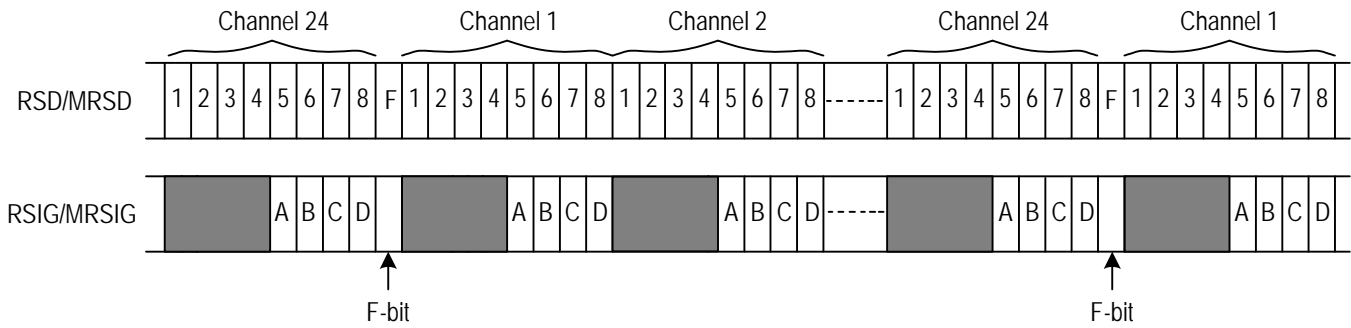 Channel 24 Channel 1 Channel 2 Channel 24 Channel 1
RSD/MRSD 1 2 3 4 5 6 7 8 F 1 2 3 4 5 6 7 8 1 2 3 4 5 6 7 8 1 2 3 4 5 6 7 8 F 1 2 3 4 5 6 7 8
RSIG/MRSIG A B C D A B C D A B C D A B C D A B C D
F-bit F-bit